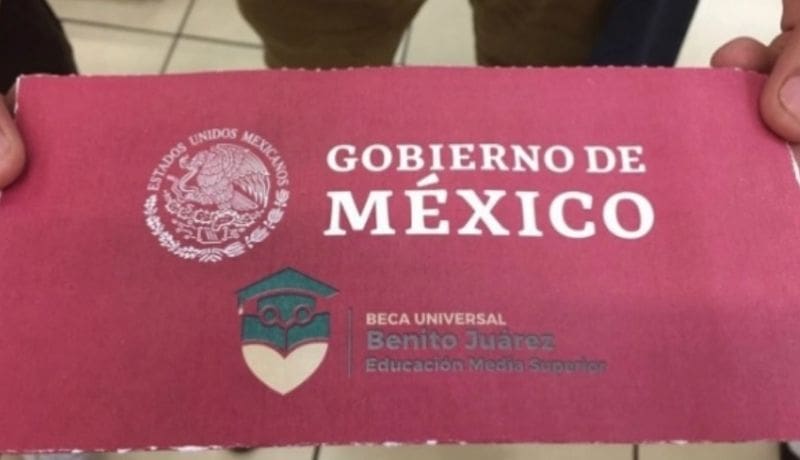 ESTADOS UNIDOS MEXICANOS
GOBIERNO DE
MÉXICO
BECA UNIVERSAL
Benito Juárez
Educación Media Superior